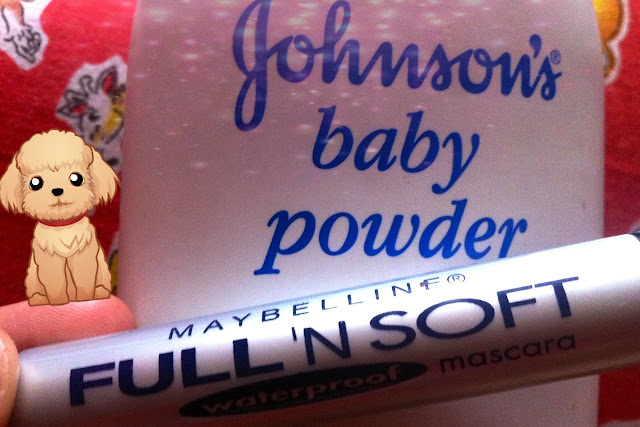 Johnson's®
baby
powder
MAYBELLINE®
FULL 'N SOFT
waterproof mascara